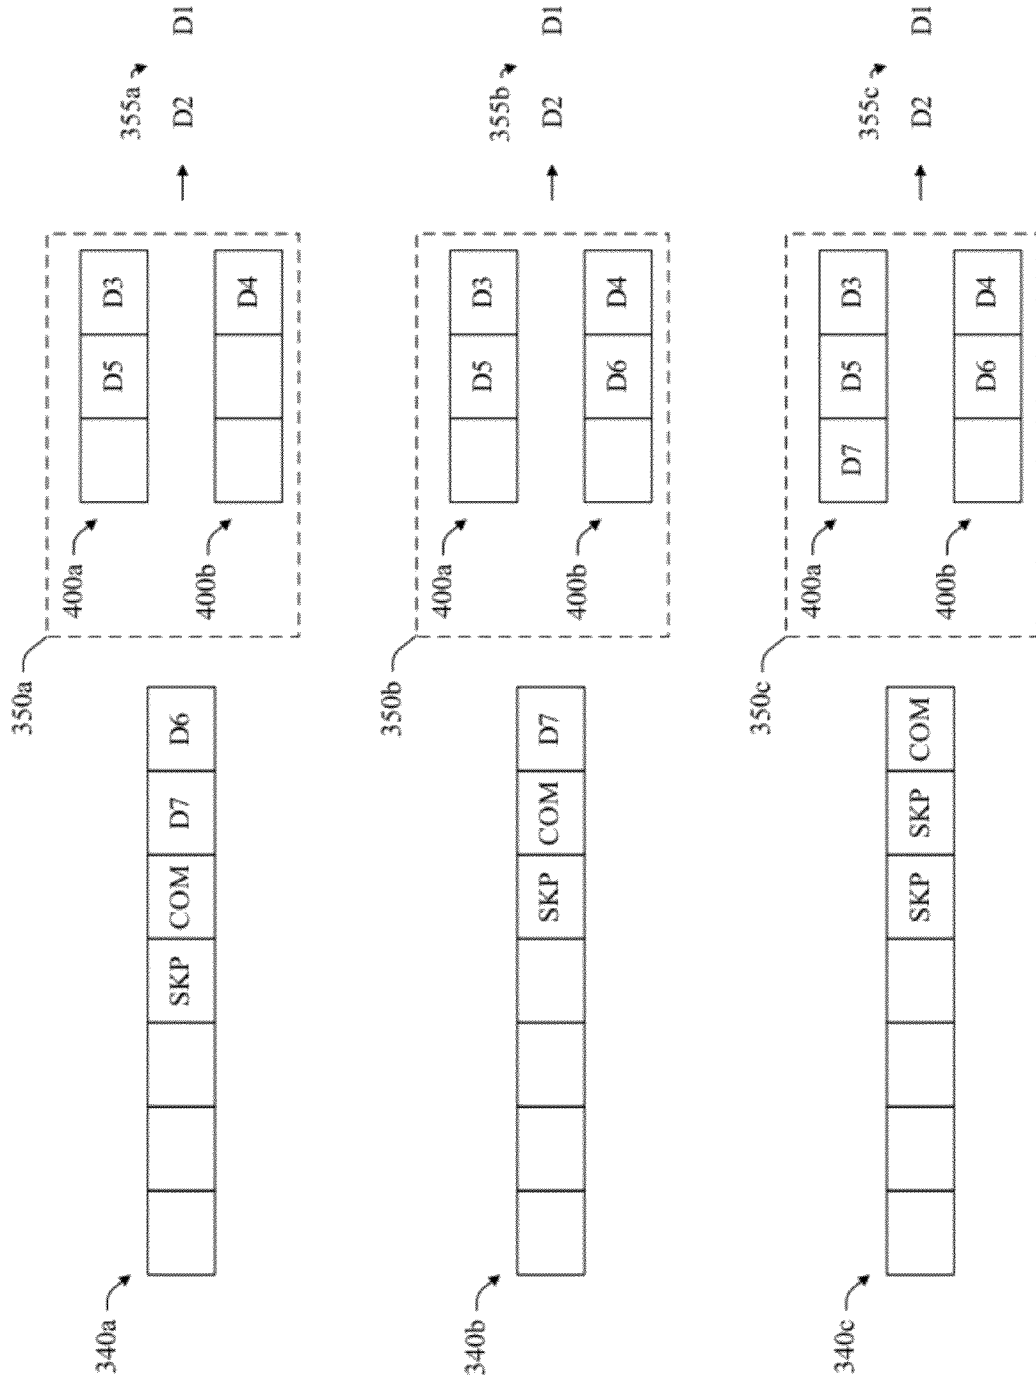 350a
400a
D5 D3
355a
340a
SKP COM D7 D6
D2 D1
400b
D4
350b
400a
D5 D3
355b
340b
SKP COM D7
D2 D1
400b
D6 D4
350c
400a
D7 D5 D3
355c
340c
SKP SKP COM
D2 D1
400b
D6 D4